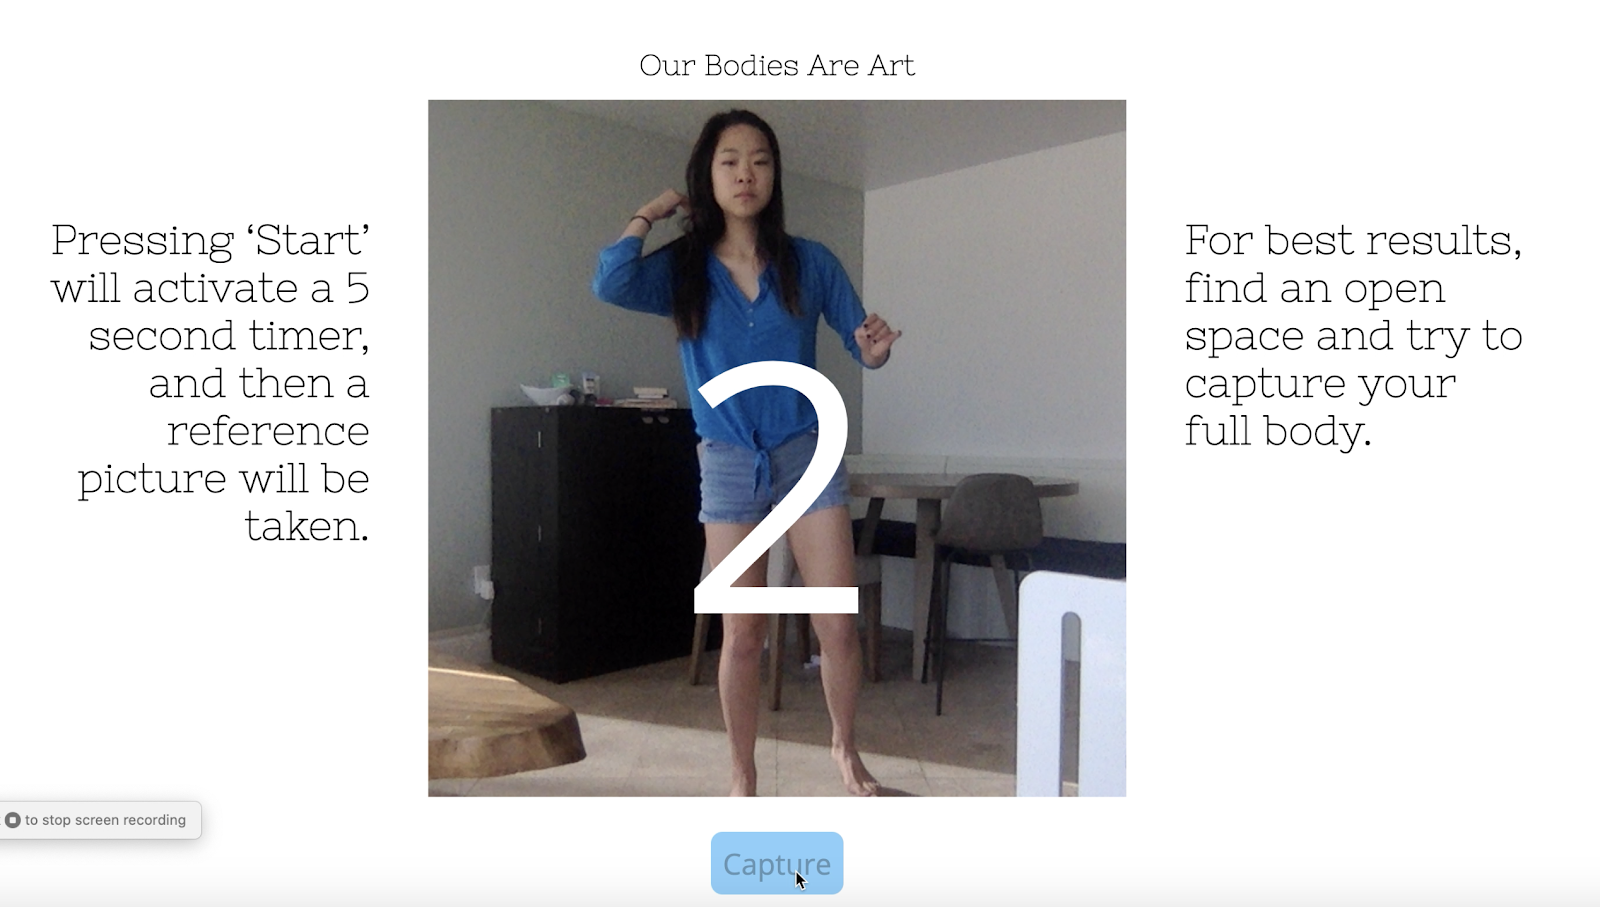 Our Bodies Are Art
Pressing ‘Start’
will activate a 5
second timer,
and then a
reference
picture will be
taken.
2
For best results,
find an open
space and try to
capture your
full body.
to stop screen recording
Capture